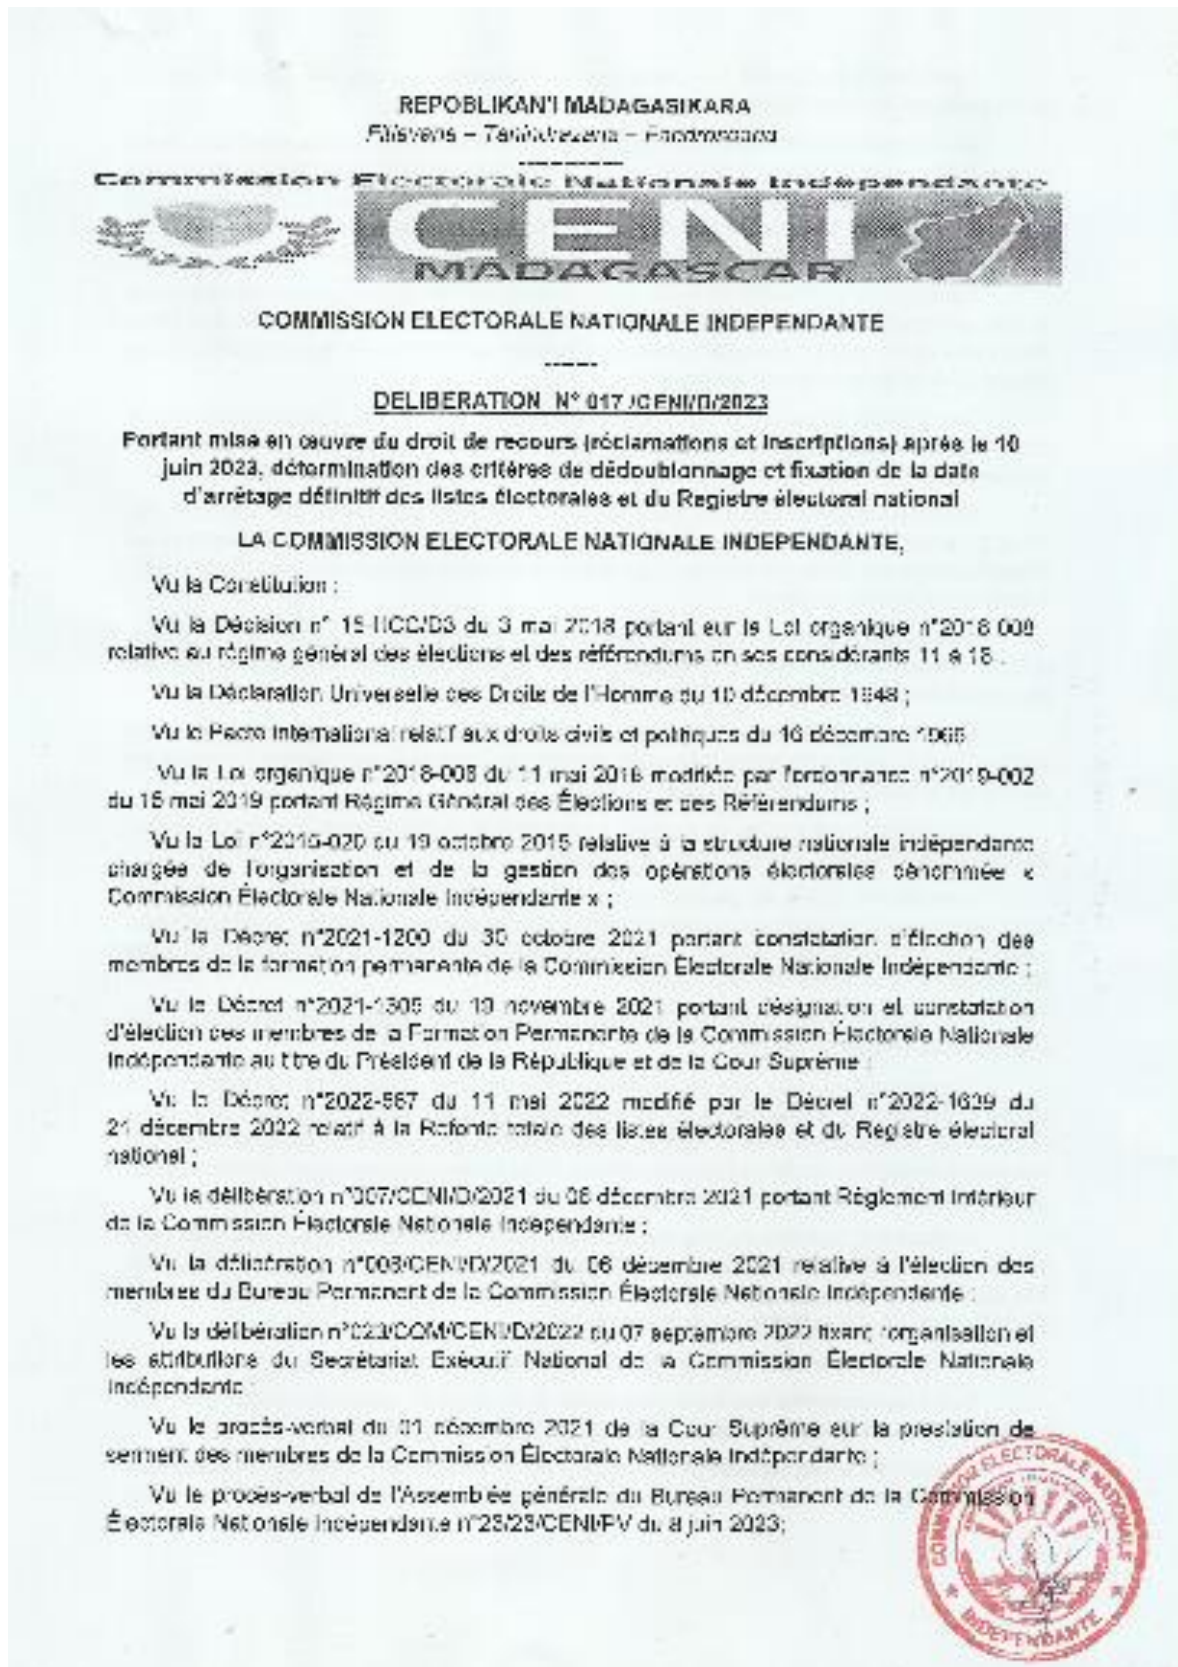 REPOBLIKAN'I MADAGASIKARA
Fitiavana – Tanindrazana – Fandrosoana
Commission Electorale Nationale Indépendante
CENI
MADAGASCAR
COMMISSION ELECTORALE NATIONALE INDEPENDANTE
DELIBERATION N° 017 /CENI/D/2023
Portant mise en œuvre du droit de recours (réclamations et inscriptions) après le 10
juin 2023, détermination des critères de dédoublonnage et fixation de la date
d'arrêtage définitif des listes électorales et du Registre électoral national
LA COMMISSION ELECTORALE NATIONALE INDEPENDANTE,
Vu la Constitution ;
Vu la Décision n° 15-HCC/D3 du 3 mai 2018 portant sur la Loi organique n°2018-008
relative au régime général des élections et des référendums en ses considérants 11 à 18 ;
Vu la Déclaration Universelle des Droits de l'Homme du 10 décembre 1948 ;
Vu le Pacte International relatif aux droits civils et politiques du 16 décembre 1966
Vu la Loi organique n°2018-008 du 11 mai 2018 modifiée par l'ordonnance n°2019-002
du 15 mai 2019 portant Régime Général des Élections et des Référendums ;
Vu la Loi n°2015-020 du 19 octobre 2015 relative à la structure nationale indépendante
chargée de l'organisation et de la gestion des opérations électorales dénommée «
Commission Électorale Nationale Indépendante » ;
Vu le Décret n°2021-1200 du 30 octobre 2021 portant constatation d'élection des
membres de la formation permanente de la Commission Électorale Nationale Indépendante ;
Vu le Décret n°2021-1305 du 19 novembre 2021 portant désignation et constatation
d'élection des membres de la Formation Permanente de la Commission Électorale Nationale
Indépendante au titre du Président de la République et de la Cour Suprême ;
Vu le Décret n°2022-567 du 11 mai 2022 modifié par le Décret n°2022-1639 du
21 décembre 2022 relatif à la Refonte totale des listes électorales et du Registre électoral
national ;
Vu la délibération n°007/CENI/D/2021 du 06 décembre 2021 portant Règlement Intérieur
de la Commission Électorale Nationale Indépendante ;
Vu la délibération n°008/CENI/D/2021 du 06 décembre 2021 relative à l'élection des
membres du Bureau Permanent de la Commission Électorale Nationale Indépendante ;
Vu la délibération n°023/COM/CENI/D/2022 du 07 septembre 2022 fixant l'organisation et
les attributions du Secrétariat Exécutif National de la Commission Électorale Nationale
Indépendante ;
Vu le procès-verbal du 01 décembre 2021 de la Cour Suprême sur la prestation de
serment des membres de la Commission Électorale Nationale Indépendante ;
Vu le procès-verbal de l'Assemblée générale du Bureau Permanent de la Commission
Électorale Nationale Indépendante n°23/23/CENI/PV du 8 juin 2023;
COMMISSION ELECTORALE NATIONALE
INDEPENDANTE